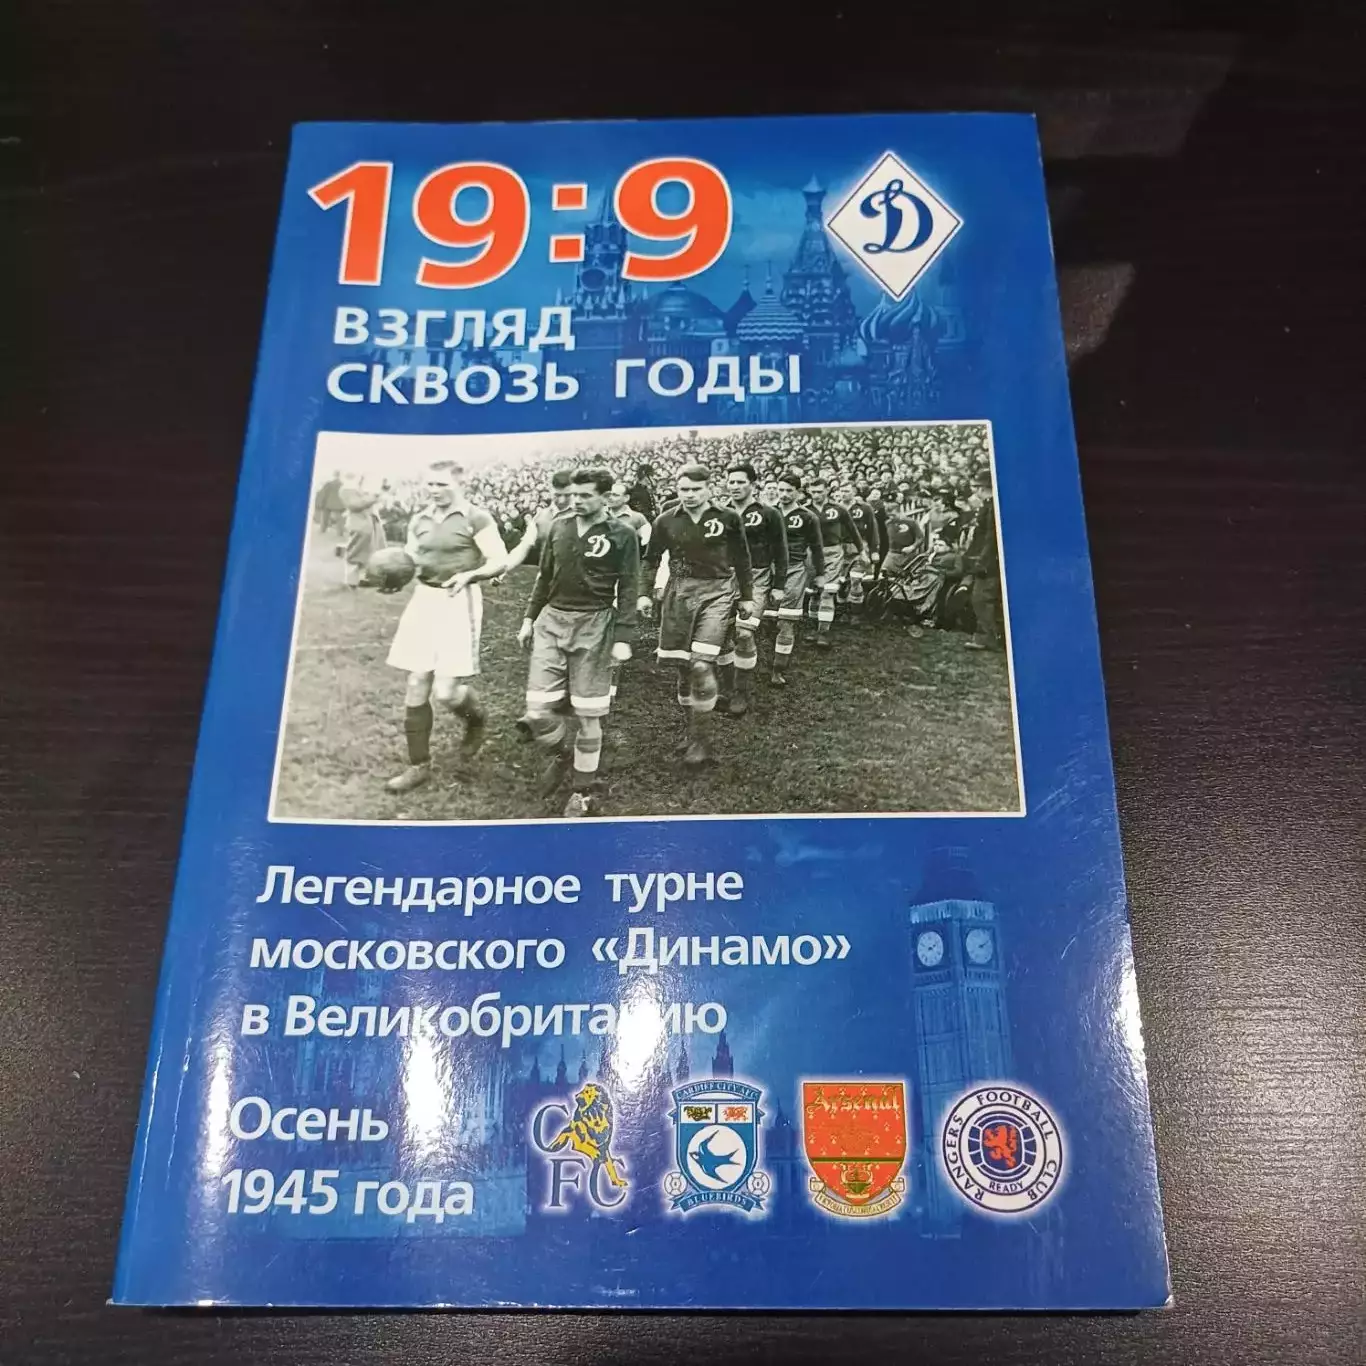 19:9
Д
ВЗГЛЯД
СКВОЗЬ ГОДЫ
Д
Д
Д
Д
Легендарное турне
московского «Динамо»
в Великобританию
Осень
1945 года
CFC
CARDIFF CITY AFC
BLUEBIRDS
Arsenal
RANGERS FOOTBALL CLUB
READY